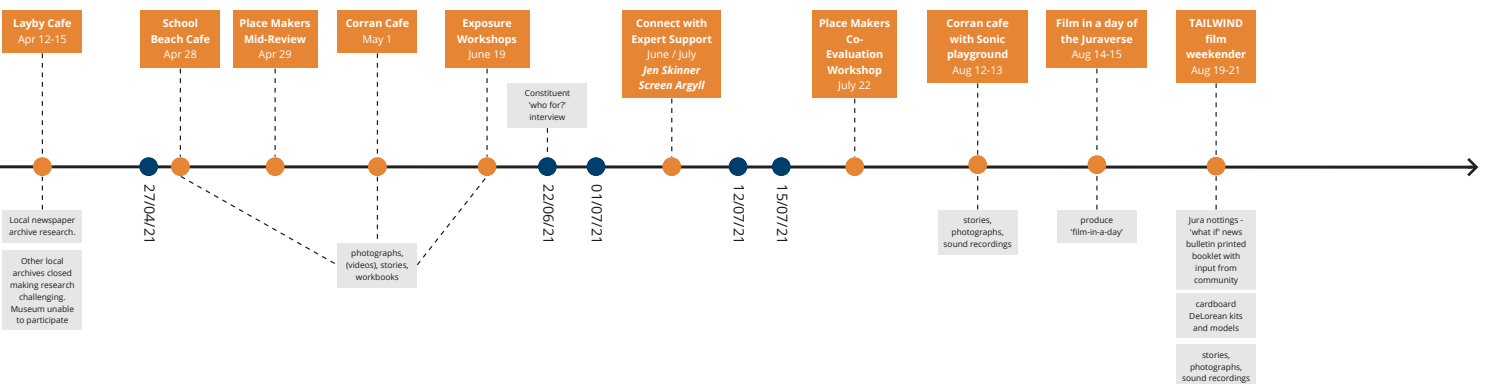 Layby Cafe
Apr 12-15
School
Beach Cafe
Apr 28
Place Makers
Mid-Review
Apr 29
Corran Cafe
May 1
Exposure
Workshops
June 19
Connect with
Expert Support
June / July
Jen Skinner
Screen Argyll
Place Makers
Co-
Evaluation
Workshop
July 22
Corran cafe
with Sonic
playground
Aug 12-13
Film in a day of
the Juraverse
Aug 14-15
TAILWIND
film
weekender
Aug 19-21
Constituent
'who for?'
interview
27/04/21
22/06/21
01/07/21
12/07/21
15/07/21
Local newspaper
archive research.
Other local
archives closed
making research
challenging.
Museum unable
to participate
photographs,
(videos), stories,
workbooks
stories,
photographs,
sound recordings
produce
'film-in-a-day'
Jura nottings -
'what if' news
bulletin printed
booklet with
input from
community
cardboard
DeLorean kits
and models
stories,
photographs,
sound recordings